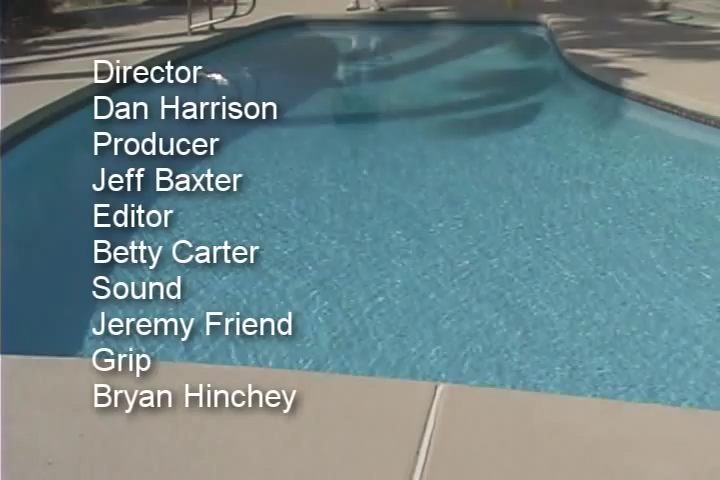 Director
Dan Harrison
Producer
Jeff Baxter
Editor
Betty Carter
Sound
Jeremy Friend
Grip
Bryan Hinchey